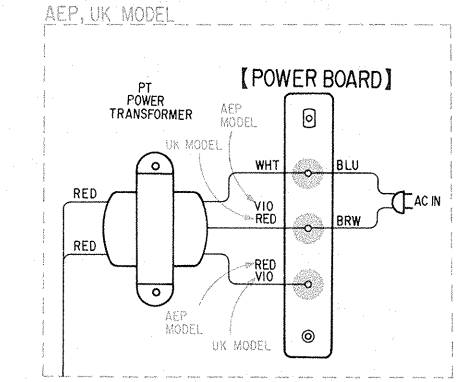 AEP, UK MODEL
【POWER BOARD】
PT
POWER
TRANSFORMER
AEP
MODEL
UK MODEL
WHT
BLU
RED
VIO
RED
BRW
AC IN
RED
RED
VIO
AEP
MODEL
UK MODEL